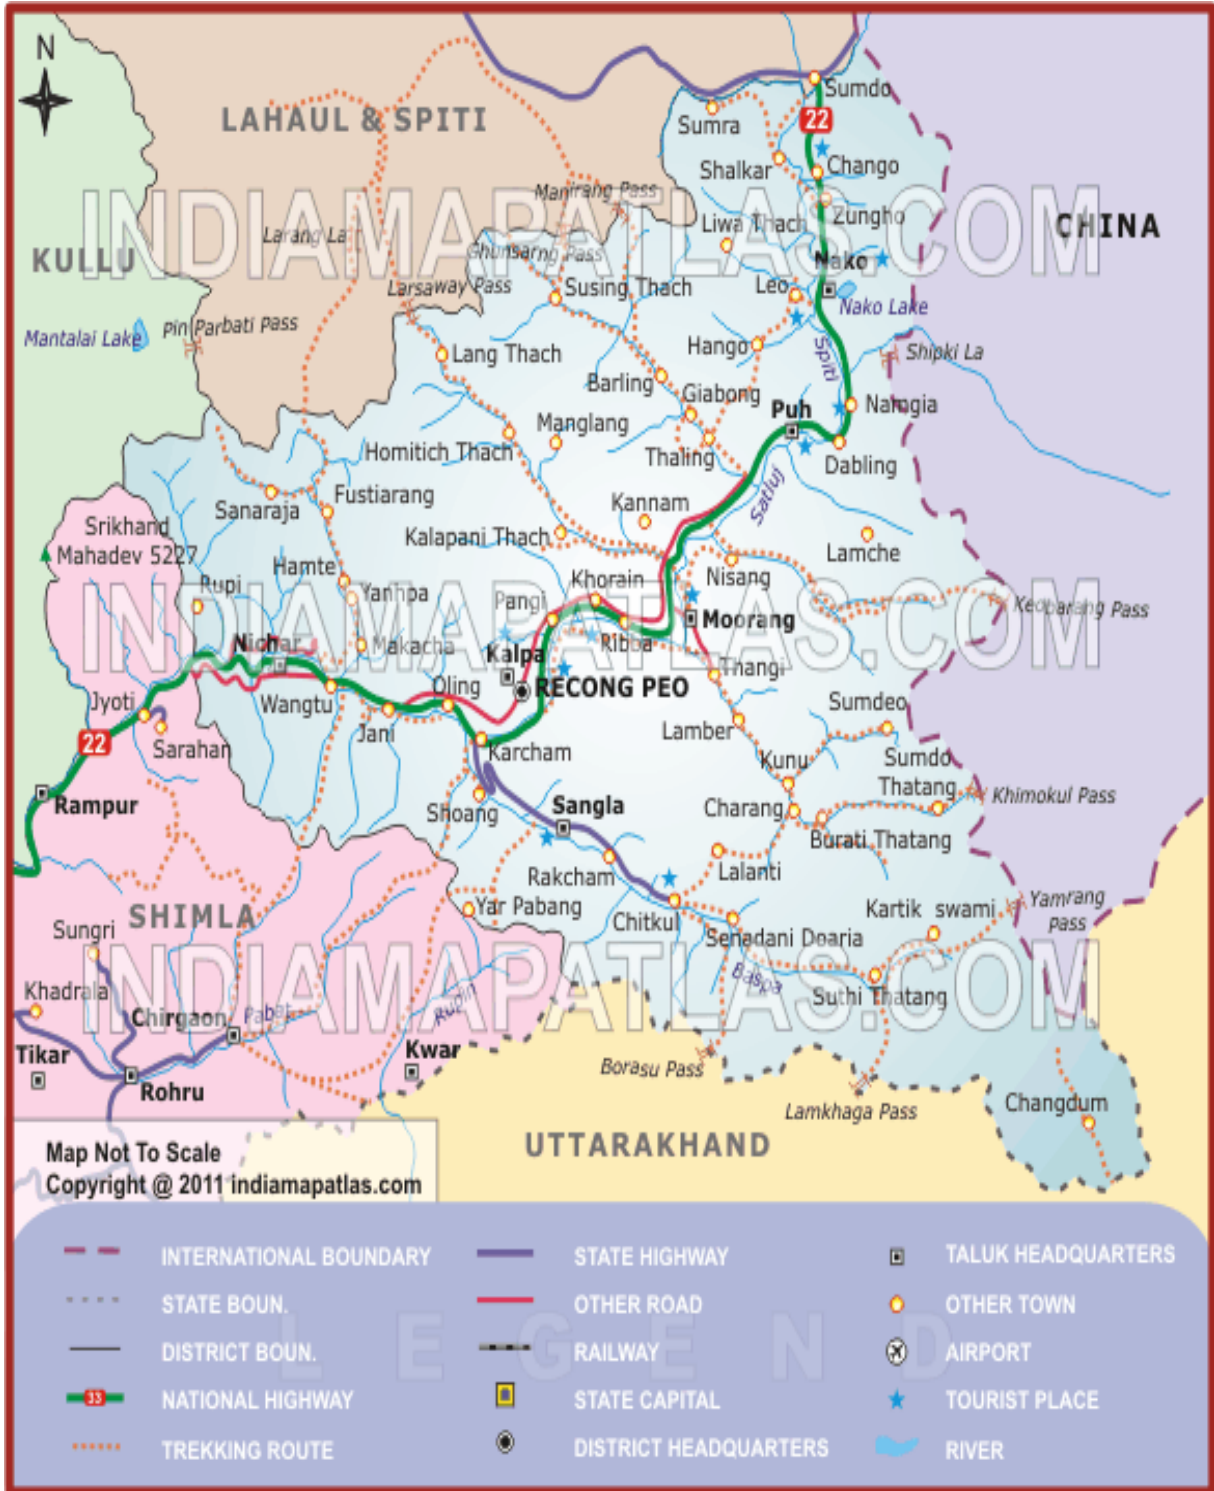 N
LAHAUL & SPITI
Sumdo
22
Sumra
Shalkar
Chango
Manirang Pass
INDIAMAPATLAS.COM
Liwa Thach
Zungho
CHINA
Larang La
KULLU
Ghunsarng Pass
Nako
Larsaway Pass
Susing Thach
Leo
Nako Lake
Mantalai Lake
Pin Parbati Pass
Lang Thach
Hango
Spiti
Shipki La
Barling
Giabong
Puh
Namgia
Manglang
Homitich Thach
Thaling
Dabling
Sanaraja
Fustiarang
Kannam
Satluj
Srikhand
Mahadev 5227
Kalapani Thach
Lamche
Hamte
Khorain
Nisang
Rupi
Yanhpa
Pangi
Keobarang Pass
INDIAMAPATLAS.COM
Moorang
Nichar
Makacha
Kalpa
Ribba
Thangi
RECONG PEO
Jyoti
Wangtu
Oling
Sumdeo
22
Sarahan
Jani
Karcham
Lamber
Sumdo
Thatang
Kunu
Rampur
Shoang
Sangla
Charang
Khimokul Pass
Burati Thatang
Rakcham
Lalanti
SHIMLA
Yar Pabang
Chitkul
Kartik swami
Yamrang
pass
Sungri
Senadani Doaria
INDIAMAPATLAS.COM
Baspa
Khadrala
Suthi Thatang
Chirgaon
Pabat
Rupin
Tikar
Kwar
Borasu Pass
Rohru
Lamkhaga Pass
Changdum
UTTARAKHAND
Map Not To Scale
Copyright @ 2011 indiamapatlas.com
LEGEND
INTERNATIONAL BOUNDARY
STATE BOUN.
DISTRICT BOUN.
33
NATIONAL HIGHWAY
TREKKING ROUTE
STATE HIGHWAY
OTHER ROAD
RAILWAY
STATE CAPITAL
DISTRICT HEADQUARTERS
TALUK HEADQUARTERS
OTHER TOWN
AIRPORT
TOURIST PLACE
RIVER